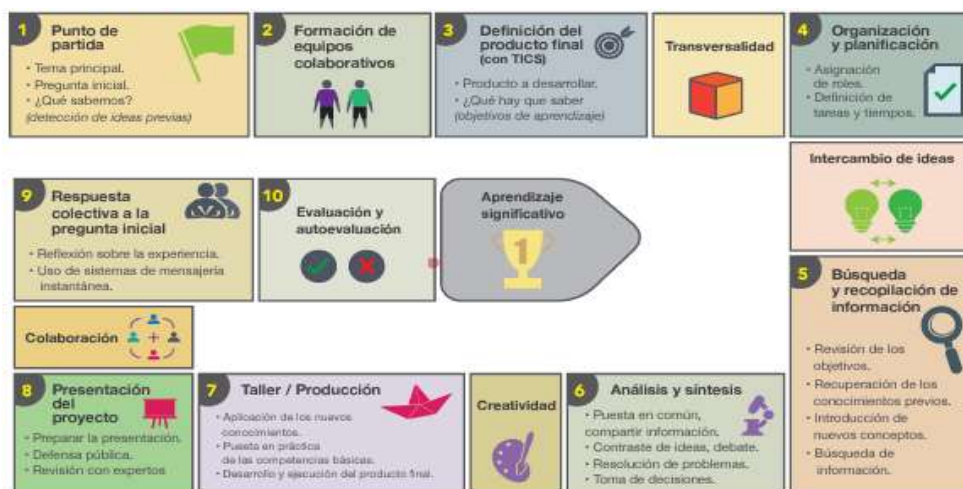 1 Punto de
partida
• Tema principal.
• Pregunta inicial.
• ¿Qué sabemos?
(detección de ideas previas)
2 Formación de
equipos
colaborativos
3 Definición del
producto final
(con TICS)
• Producto a desarrollar.
• ¿Qué hay que saber
(objetivos de aprendizaje)
Transversalidad
4 Organización
y planificación
• Asignación
de roles.
• Definición de
tareas y tiempos.
Intercambio de ideas
5 Búsqueda
y recopilación de
información
• Revisión de los
objetivos.
• Recuperación de los
conocimientos previos.
• Introducción de
nuevos conceptos.
• Búsqueda de
información.
6 Análisis y síntesis
• Puesta en común,
compartir información.
• Contraste de ideas, debate.
• Resolución de problemas.
• Toma de decisiones.
Creatividad
7 Taller / Producción
• Aplicación de los nuevos
conocimientos.
• Puesta en práctica
de las competencias básicas.
• Desarrollo y ejecución del producto final.
8 Presentación
del
proyecto
• Preparar la presentación.
• Defensa pública.
• Revisión con expertos
Colaboración
9 Respuesta
colectiva a la
pregunta inicial
• Reflexión sobre la experiencia.
• Uso de sistemas de mensajería
instantánea.
10
Evaluación y
autoevaluación
Aprendizaje
significativo
1